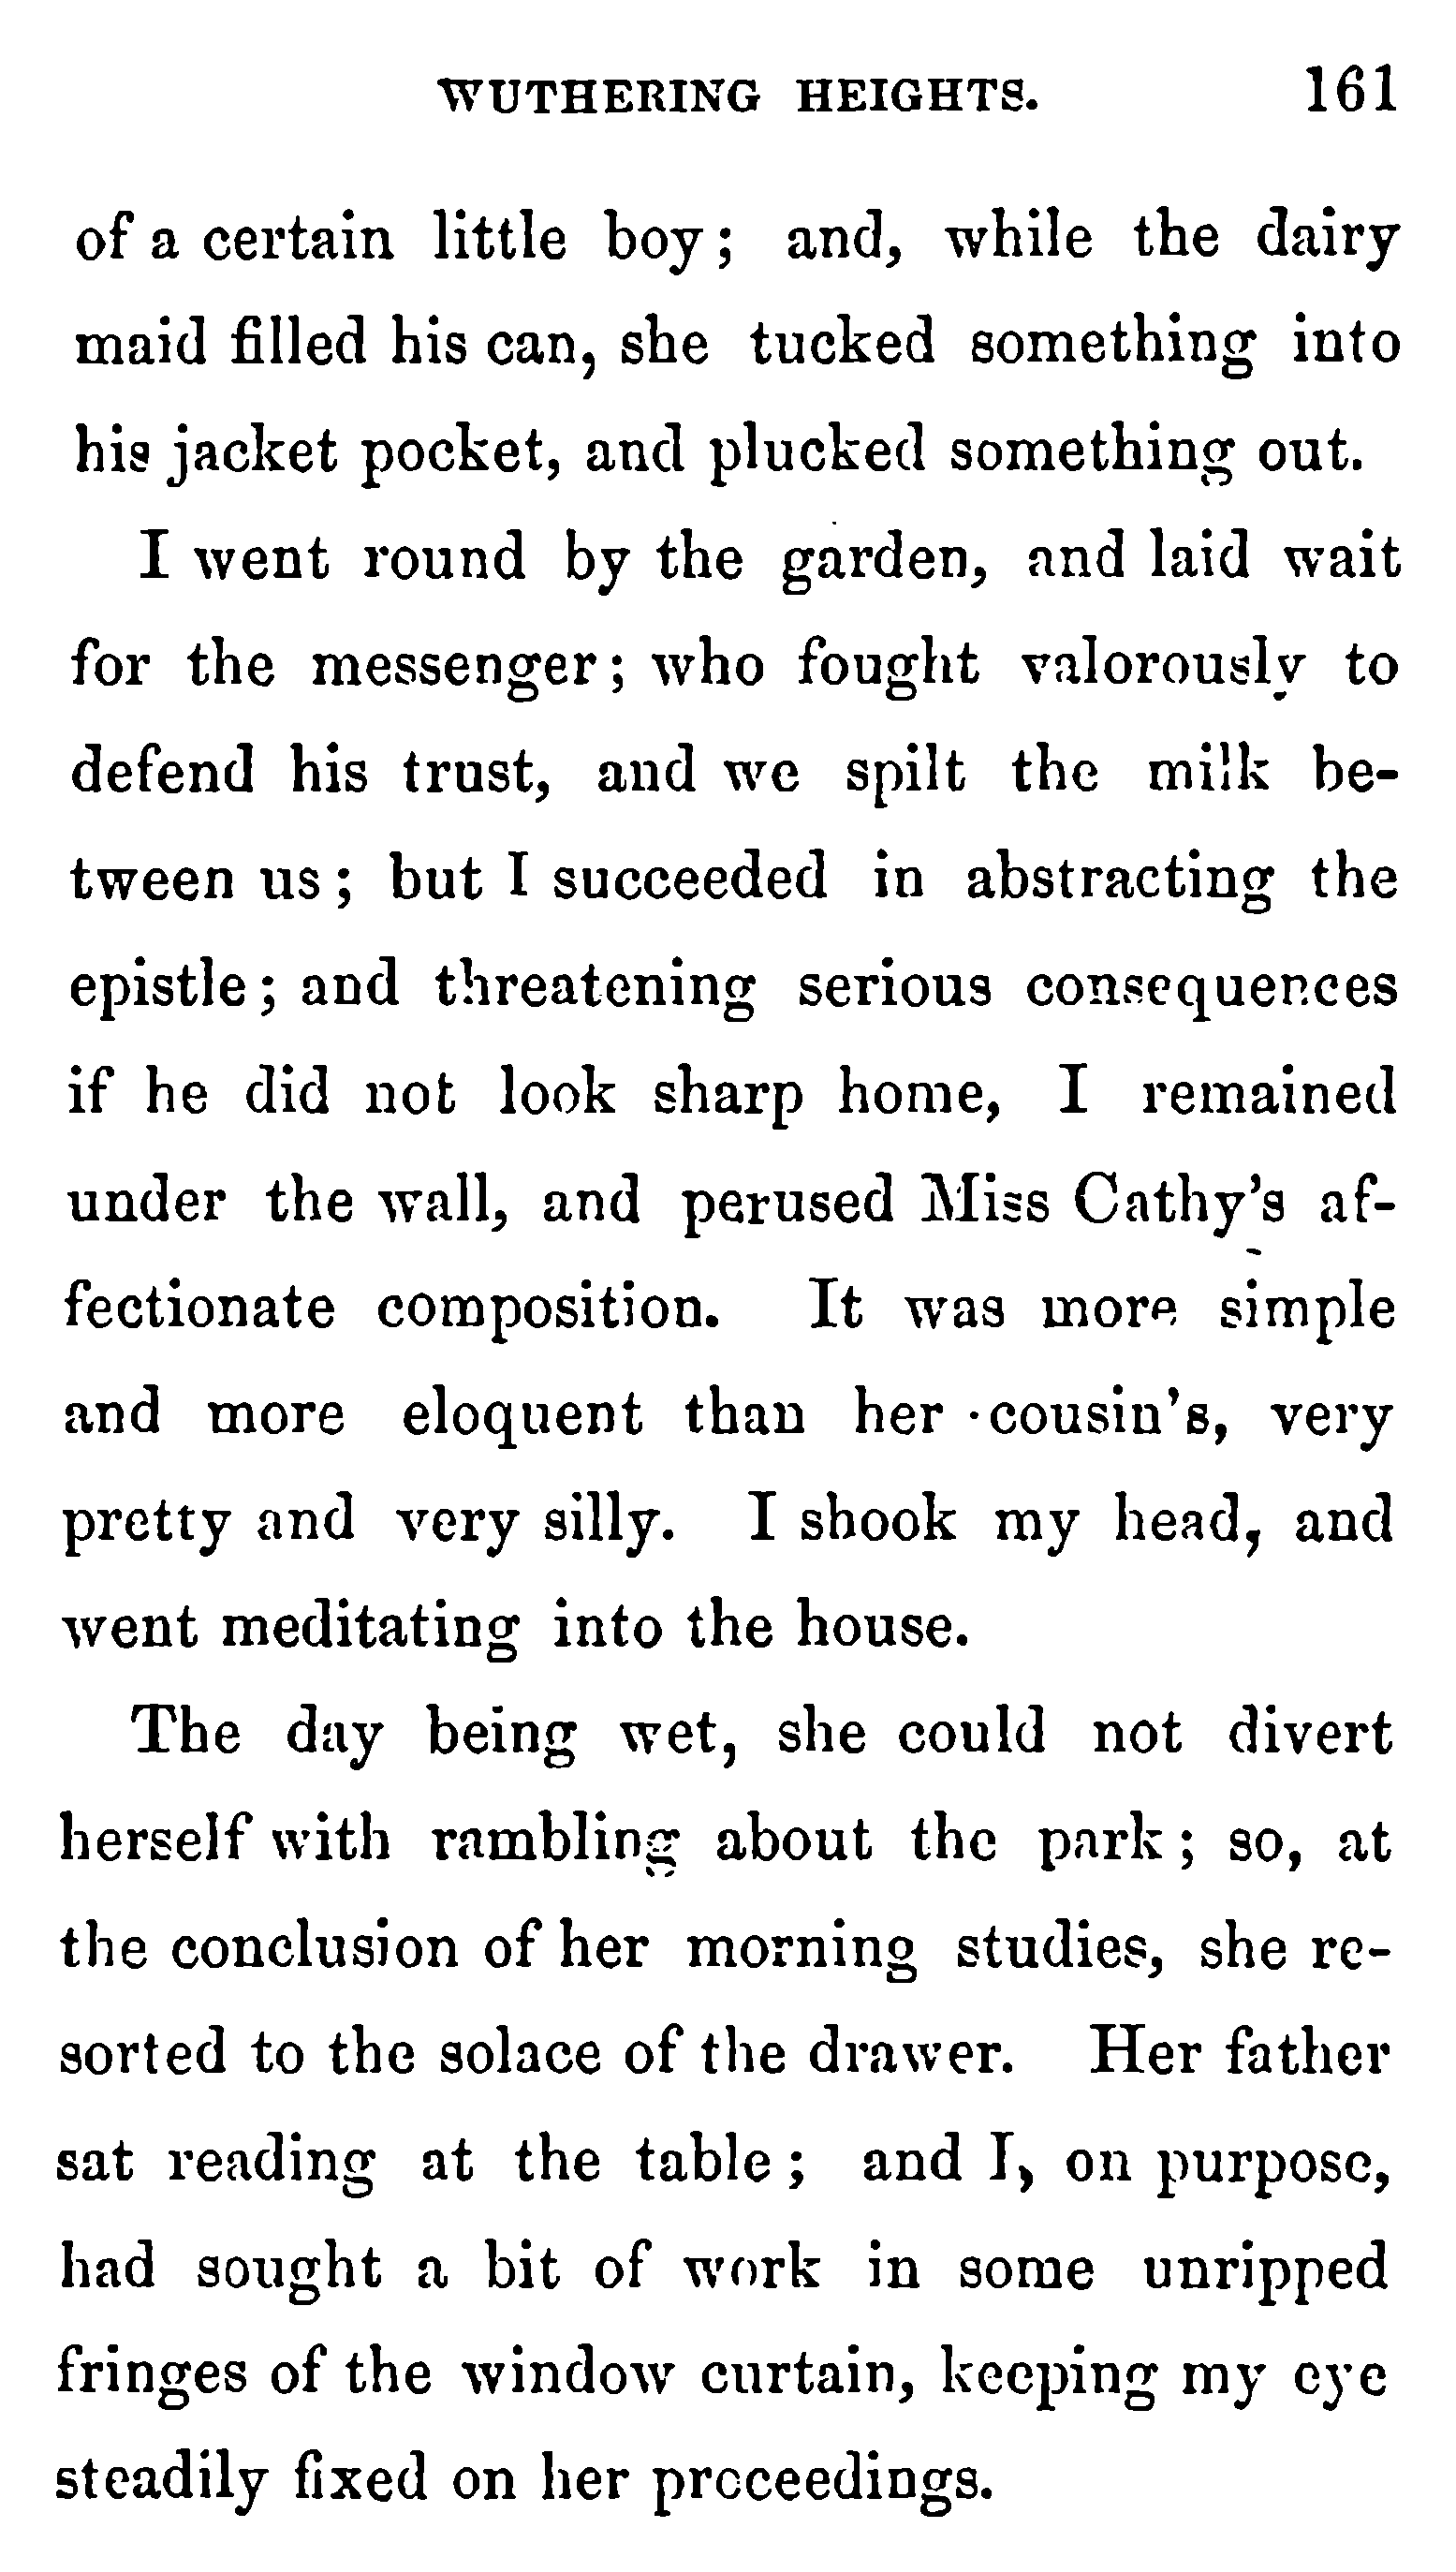 WUTHERING HEIGHTS. 161
of a certain little boy; and, while the dairy
maid filled his can, she tucked something into
his jacket pocket, and plucked something out.
I went round by the garden, and laid wait
for the messenger; who fought valorously to
defend his trust, and we spilt the milk be-
tween us; but I succeeded in abstracting the
epistle; and threatening serious consequences
if he did not look sharp home, I remained
under the wall, and perused Miss Cathy's af-
fectionate composition. It was more simple
and more eloquent than her cousin's, very
pretty and very silly. I shook my head, and
went meditating into the house.
The day being wet, she could not divert
herself with rambling about the park; so, at
the conclusion of her morning studies, she re-
sorted to the solace of the drawer. Her father
sat reading at the table; and I, on purpose,
had sought a bit of work in some unripped
fringes of the window curtain, keeping my eye
steadily fixed on her proceedings.